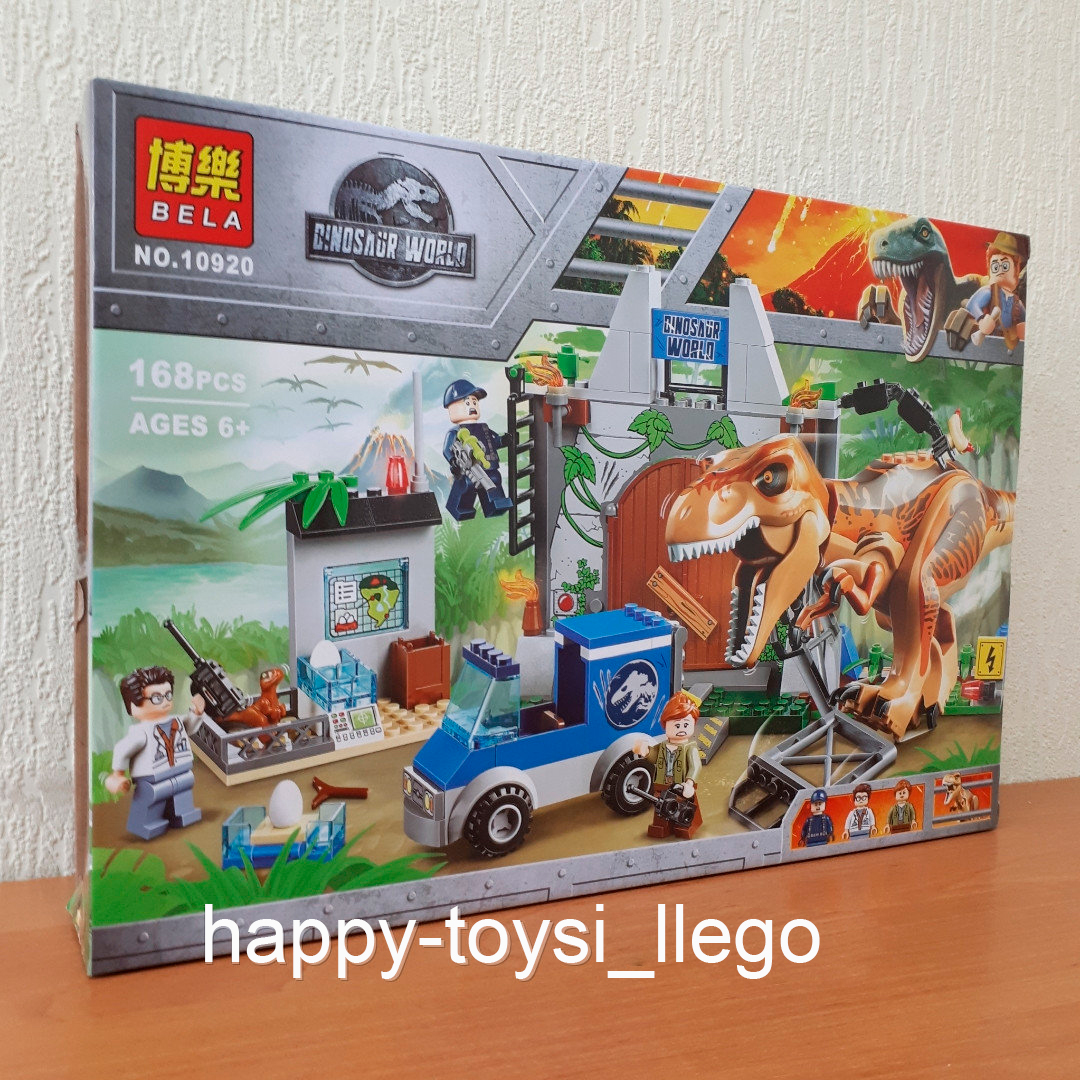 博樂
BELA
NO.10920
DINOSAUR WORLD
168PCS
AGES 6+
DINOSAUR
WORLD
happy-toysi_llego